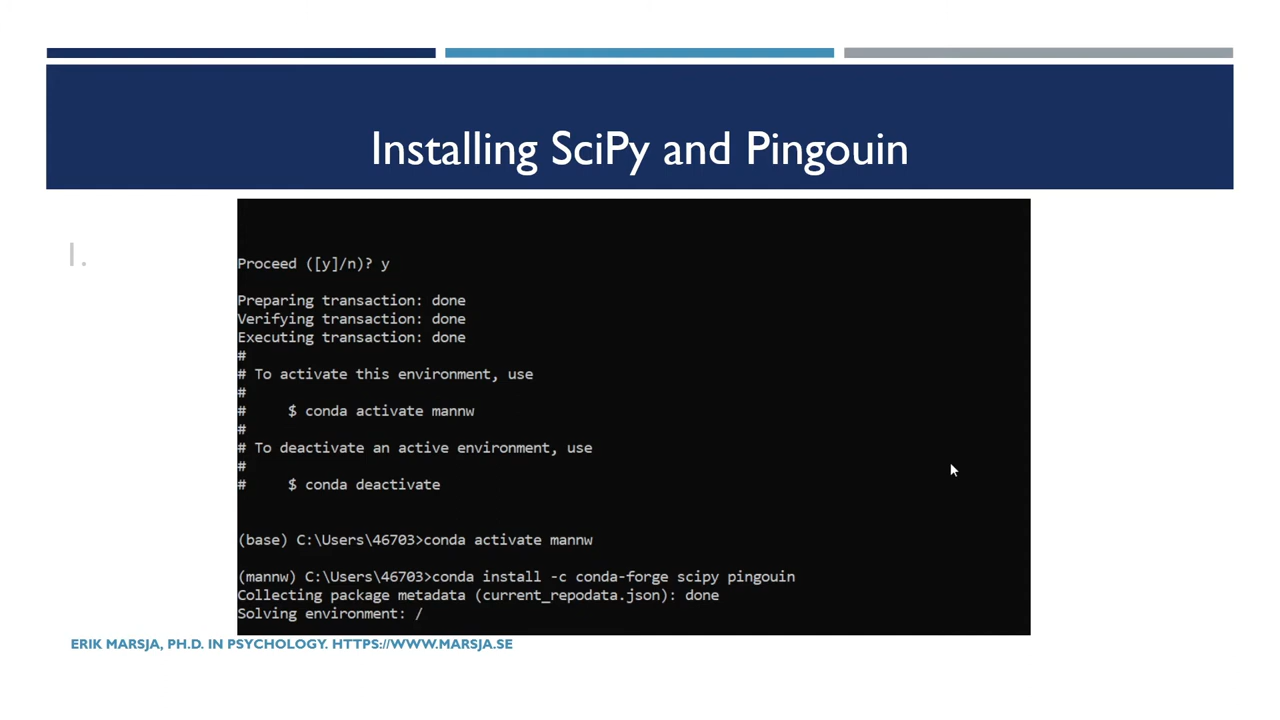 Installing SciPy and Pingouin
1.
Proceed ([y]/n)? y
Preparing transaction: done
Verifying transaction: done
Executing transaction: done
#
# To activate this environment, use
#
#     $ conda activate mannw
#
# To deactivate an active environment, use
#
#     $ conda deactivate
(base) C:\Users\46703>conda activate mannw
(mannw) C:\Users\46703>conda install -c conda-forge scipy pingouin
Collecting package metadata (current_repodata.json): done
Solving environment: /
ERIK MARSJA, PH.D. IN PSYCHOLOGY. HTTPS://WWW.MARSJA.SE